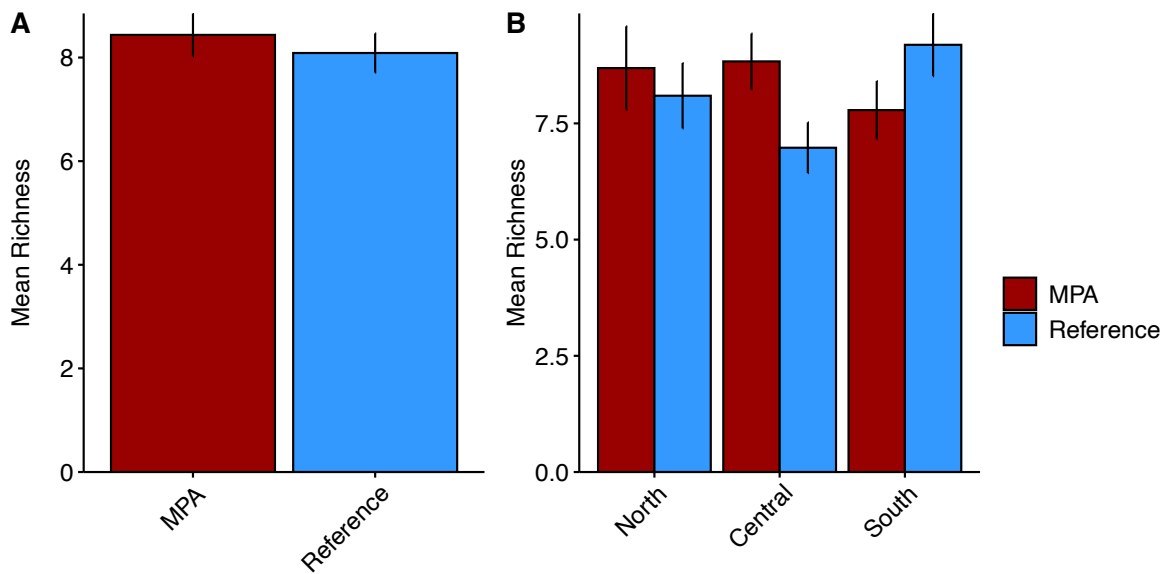 A
Mean Richness
8
6
4
2
0
MPA
Reference
B
Mean Richness
7.5
5.0
2.5
0.0
North
Central
South
MPA
Reference